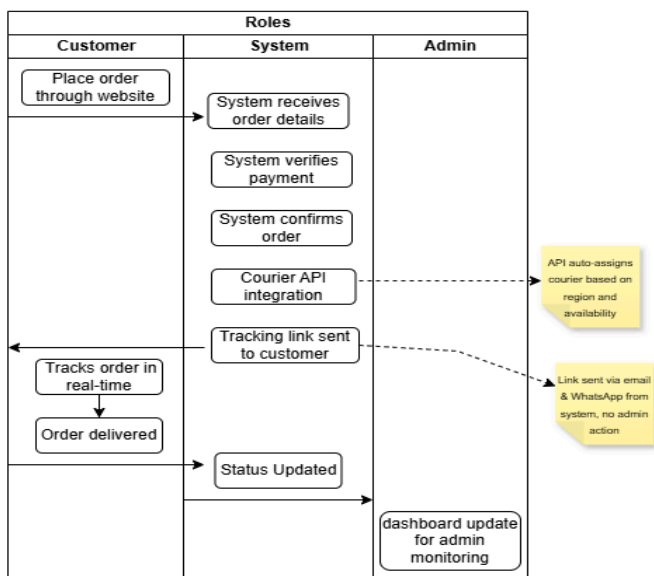 Roles
Customer
System
Admin
Place order
through website
System receives
order details
System verifies
payment
System confirms
order
Courier API
integration
API auto-assigns
courier based on
region and
availability
Tracking link sent
to customer
Tracks order in
real-time
Link sent via email
& WhatsApp from
system, no admin
action
Order delivered
Status Updated
dashboard update
for admin
monitoring